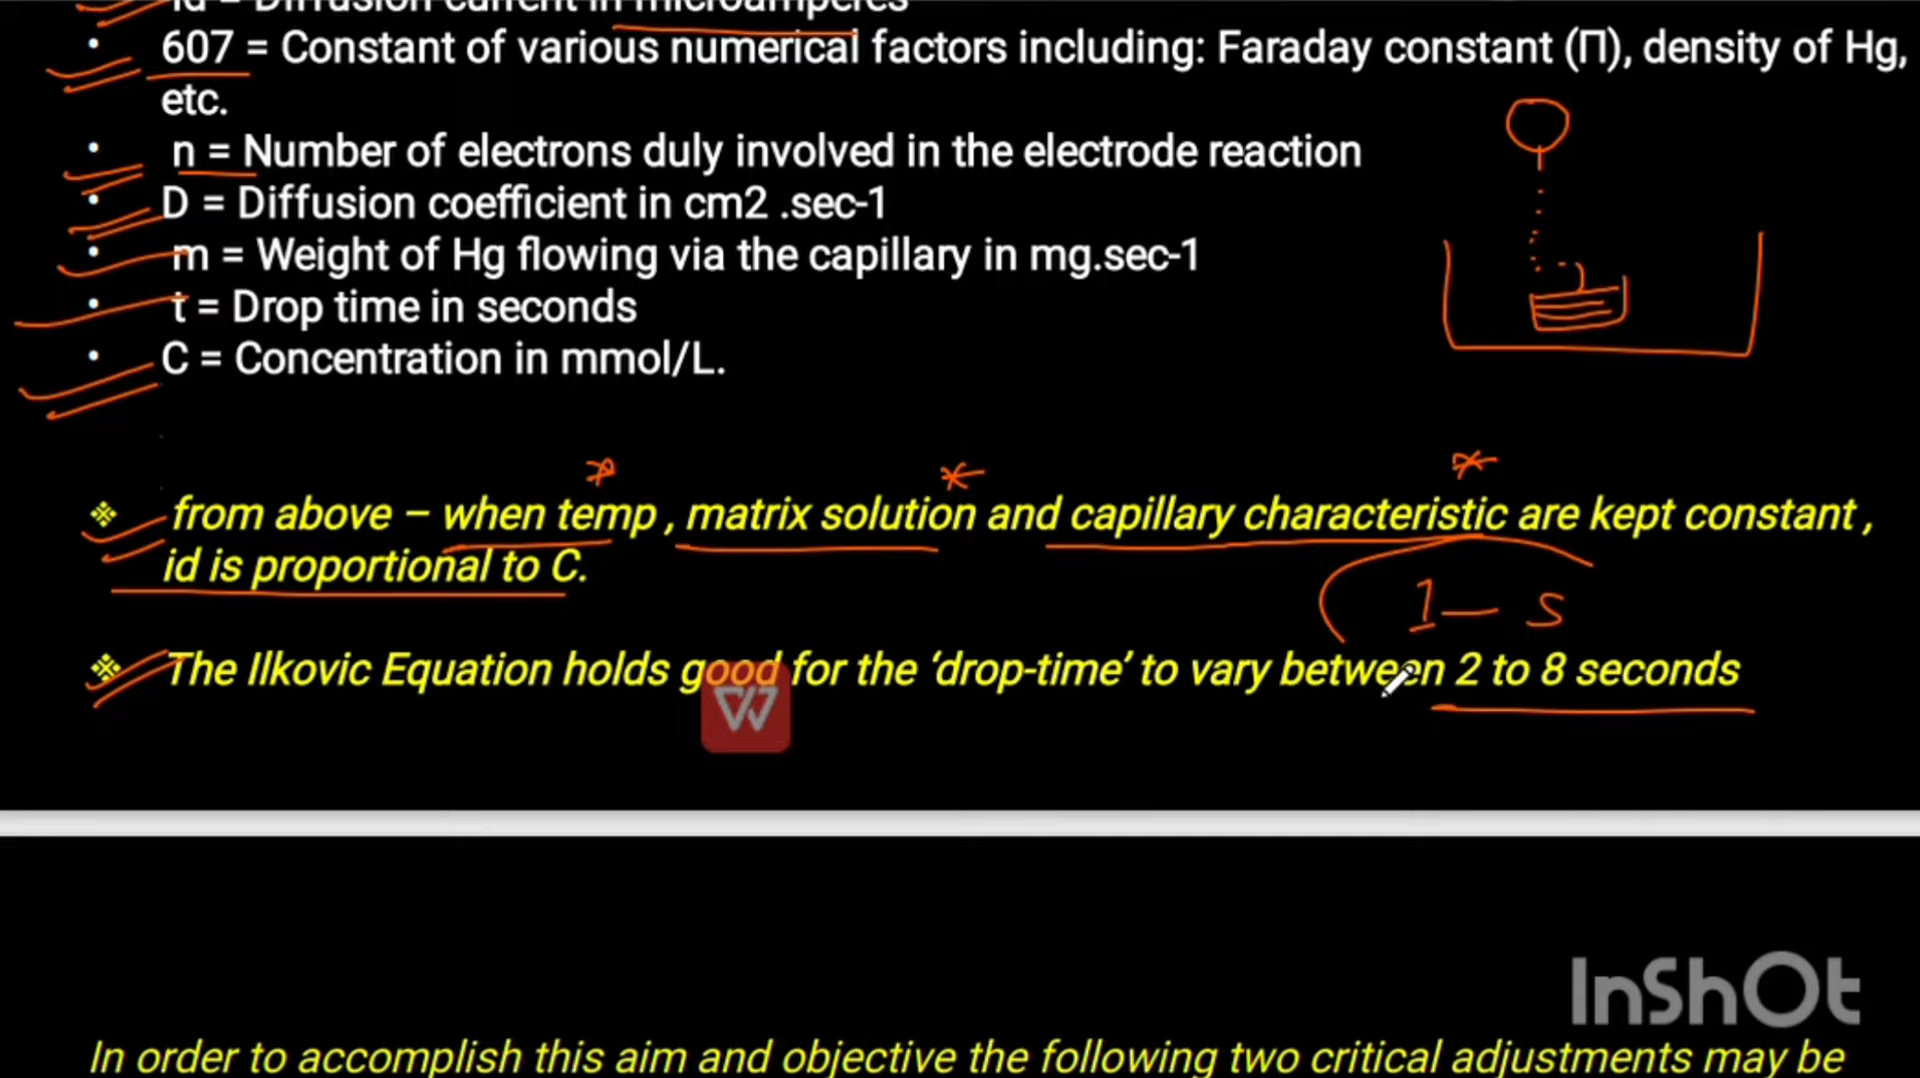 id = Diffusion current in microamperes
• 607 = Constant of various numerical factors including: Faraday constant (Π), density of Hg,
etc.
• n = Number of electrons duly involved in the electrode reaction
• D = Diffusion coefficient in cm2 .sec-1
• m = Weight of Hg flowing via the capillary in mg.sec-1
• t = Drop time in seconds
• C = Concentration in mmol/L.
from above – when temp , matrix solution and capillary characteristic are kept constant ,
id is proportional to C.
1 — s
The Ilkovic Equation holds good for the ‘drop-time’ to vary between 2 to 8 seconds
W
InShOt
In order to accomplish this aim and objective the following two critical adjustments may be